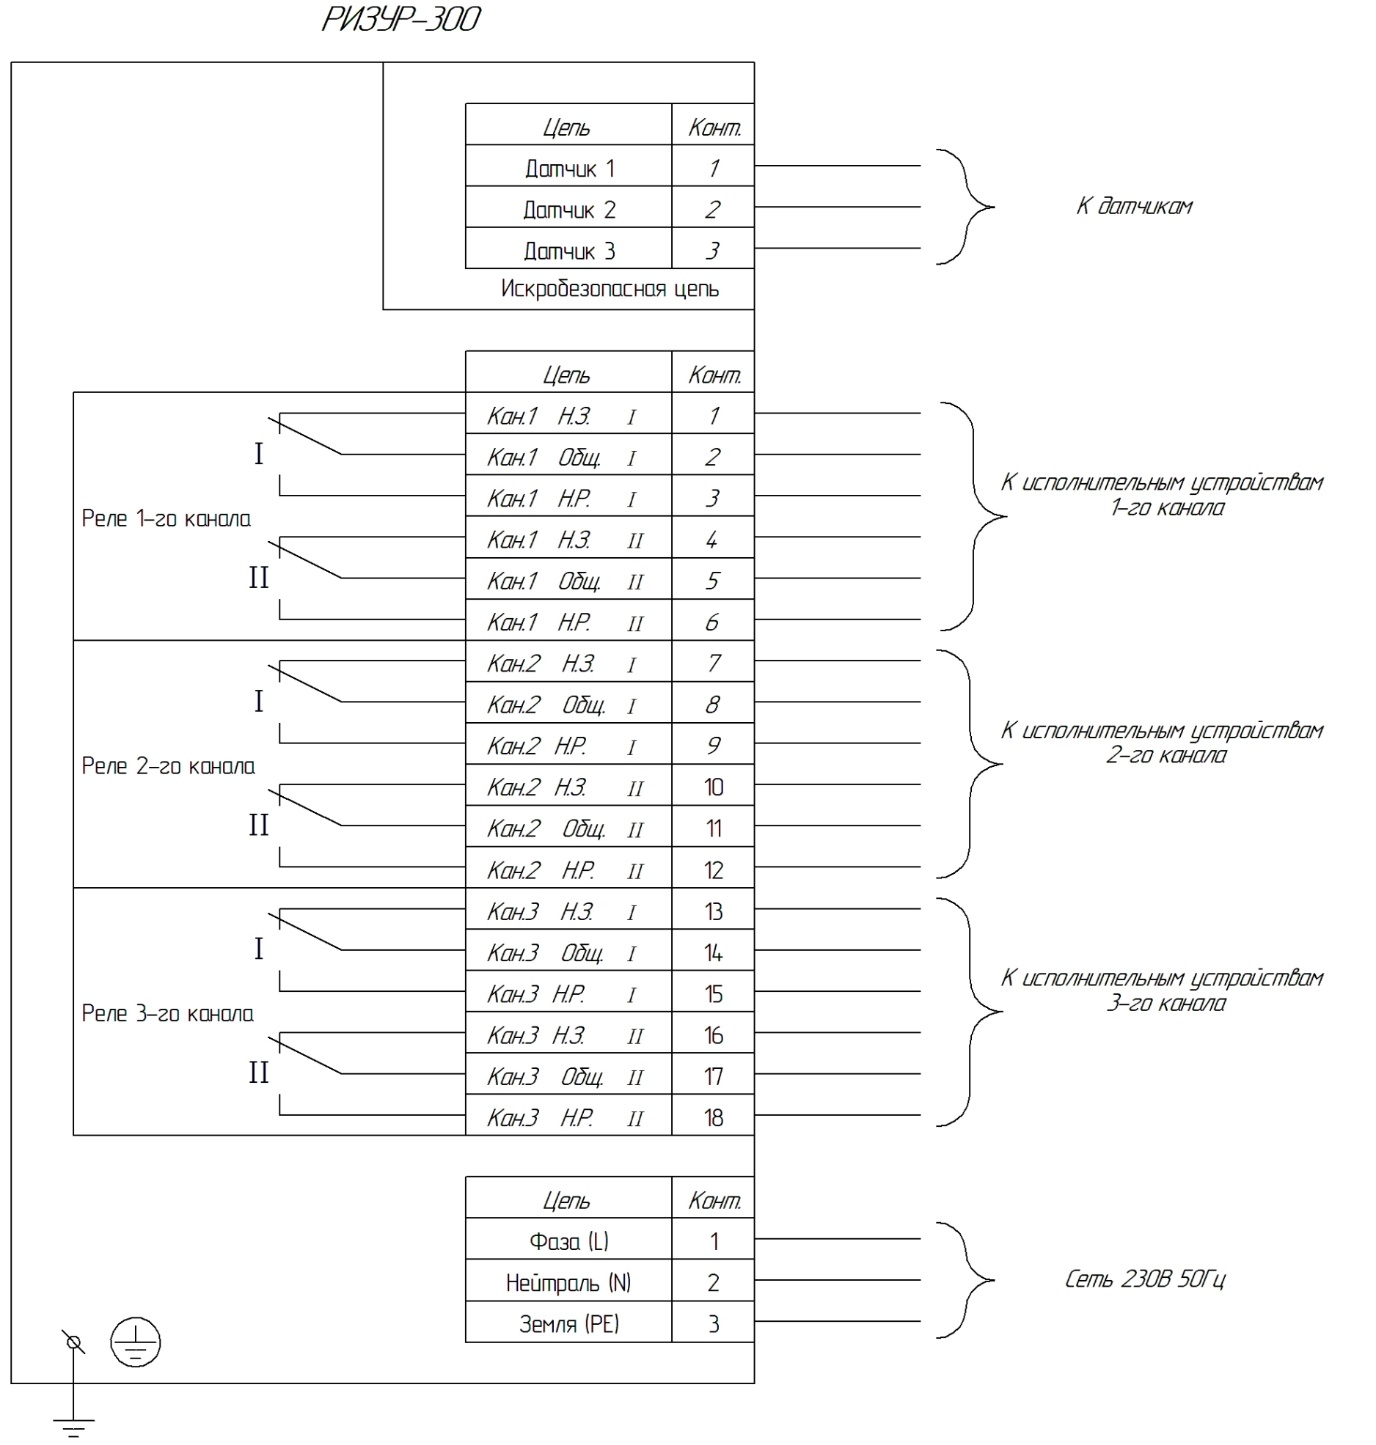 РИЗУР-300
Цепь Конт.
Датчик 1 1
Датчик 2 2
Датчик 3 3
К датчикам
Искробезопасная цепь
Цепь Конт.
Кан.1 Н.З. I 1
Кан.1 Общ. I 2
Кан.1 Н.Р. I 3
Кан.1 Н.З. II 4
Кан.1 Общ. II 5
Кан.1 Н.Р. II 6
I
Реле 1-го канала
II
К исполнительным устройствам
1-го канала
Кан.2 Н.З. I 7
Кан.2 Общ. I 8
Кан.2 Н.Р. I 9
Кан.2 Н.З. II 10
Кан.2 Общ. II 11
Кан.2 Н.Р. II 12
I
Реле 2-го канала
II
К исполнительным устройствам
2-го канала
Кан.3 Н.З. I 13
Кан.3 Общ. I 14
Кан.3 Н.Р. I 15
Кан.3 Н.З. II 16
Кан.3 Общ. II 17
Кан.3 Н.Р. II 18
I
Реле 3-го канала
II
К исполнительным устройствам
3-го канала
Цепь Конт.
Фаза (L) 1
Нейтраль (N) 2
Земля (PE) 3
Сеть 230В 50Гц